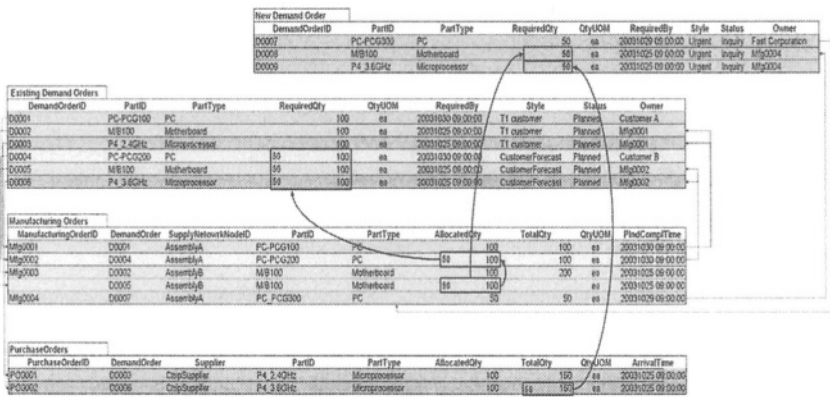 New Demand Order
DemandOrderID PartID PartType RequiredQty QtyUOM RequiredBy Style Status Owner
D0007 PC-PCG300 PC 50 ea 20031029 09:00:00 Urgent Inquiry Fast Corporation
D0008 M/B100 Motherboard 50 ea 20031025 09:00:00 Urgent Inquiry Mfg0004
D0009 P4_3.6GHz Microprocessor 50 ea 20031025 09:00:00 Urgent Inquiry Mfg0004
Existing Demand Orders
DemandOrderID PartID PartType RequiredQty QtyUOM RequiredBy Style Status Owner
D0001 PC-PCG100 PC 100 ea 20031030 09:00:00 T1 customer Planned Customer A
D0002 M/B100 Motherboard 100 ea 20031025 09:00:00 T1 customer Planned Mfg0001
D0003 P4_2.4GHz Microprocessor 100 ea 20031025 09:00:00 T1 customer Planned Mfg0001
D0004 PC-PCG200 PC 50 100 ea 20031030 09:00:00 CustomerForecast Planned Customer B
D0005 M/B100 Motherboard 50 100 ea 20031025 09:00:00 CustomerForecast Planned Mfg0002
D0006 P4_3.6GHz Microprocessor 50 100 ea 20031025 09:00:00 CustomerForecast Planned Mfg0002
Manufacturing Orders
ManufacturingOrderID DemandOrder SupplyNetowrkNodeID PartID PartType AllocatedQty TotalQty QtyUOM PlndComplTime
Mfg0001 D0001 AssemblyA PC-PCG100 PC 100 100 ea 20031030 09:00:00
Mfg0002 D0004 AssemblyA PC-PCG200 PC 50 100 100 ea 20031030 09:00:00
Mfg0003 D0002 AssemblyB M/B100 Motherboard 100 200 ea 20031025 09:00:00
D0005 AssemblyB M/B100 Motherboard 50 100 ea 20031025 09:00:00
Mfg0004 D0007 AssemblyA PC_PCG300 PC 50 50 ea 20031029 09:00:00
PurchaseOrders
PurchaseOrderID DemandOrder Supplier PartID PartType AllocatedQty TotalQty QtyUOM ArrivalTime
PO0001 D0003 ChipSupplier P4_2.4GHz Microprocessor 100 150 ea 20031025 09:00:00
PO0002 D0006 ChipSupplier P4_3.6GHz Microprocessor 100 50 150 ea 20031025 09:00:00